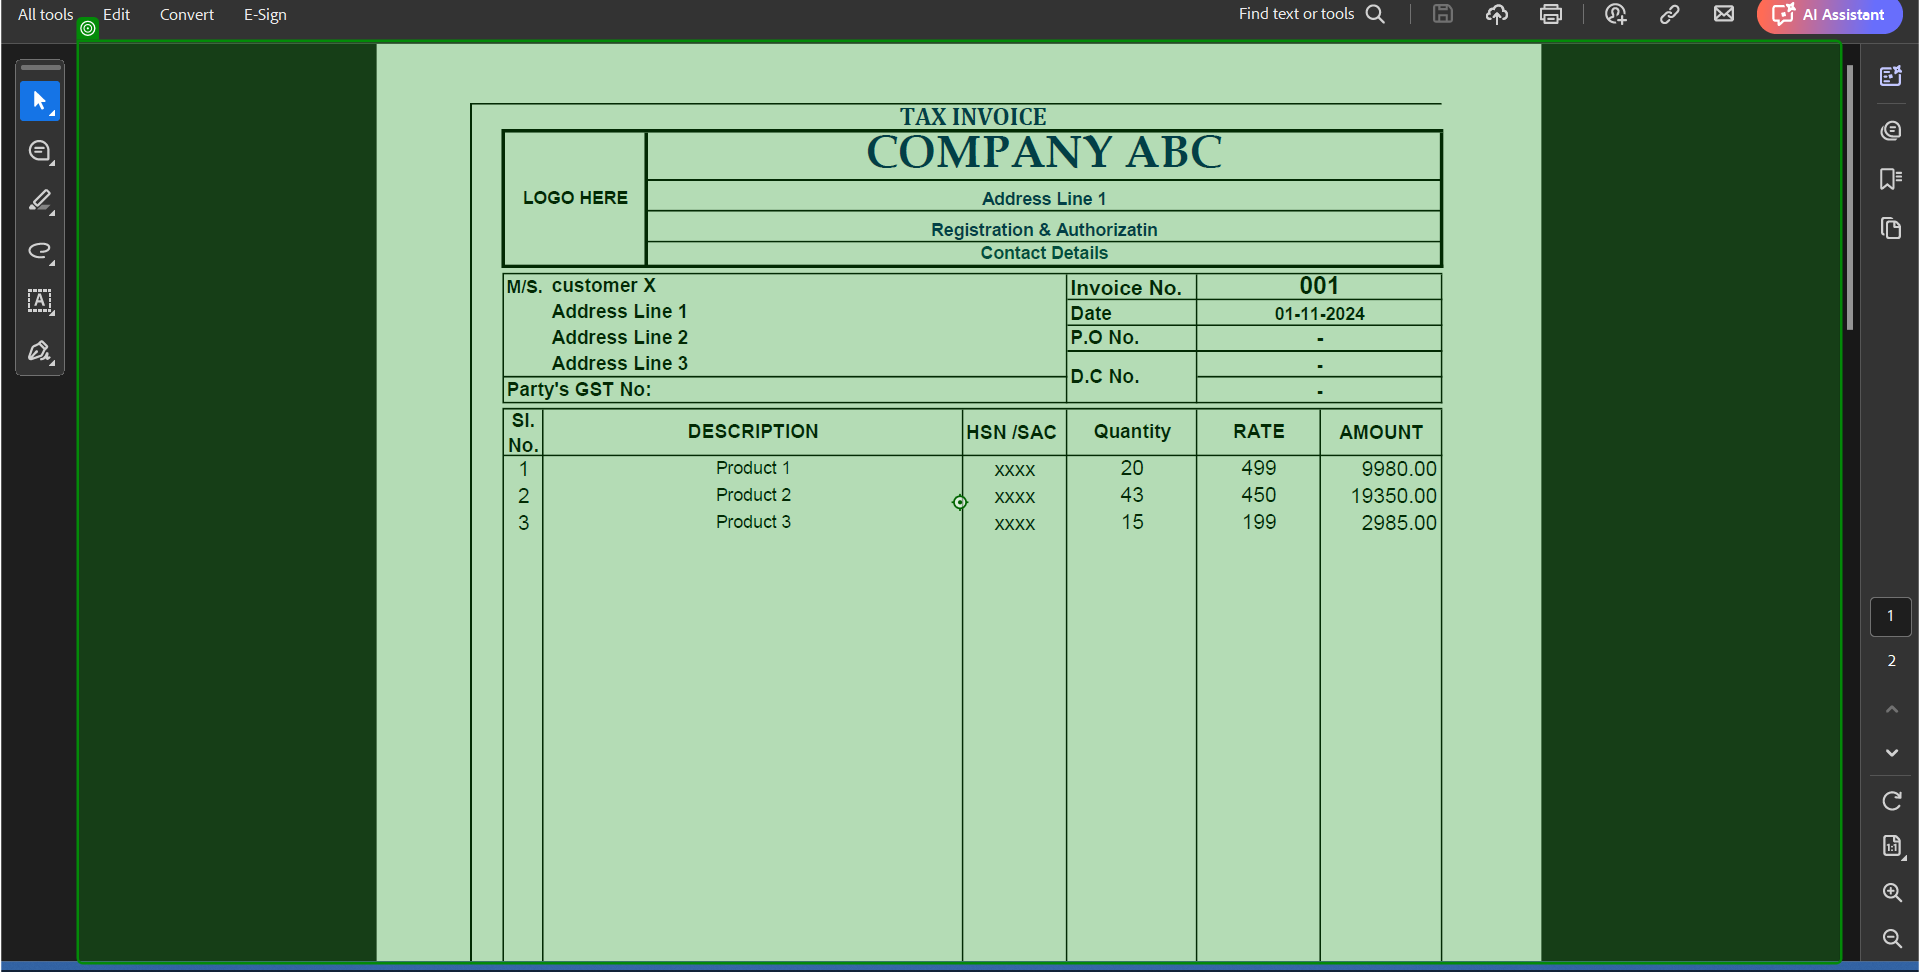 All tools Edit Convert E-Sign Find text or tools AI Assistant
TAX INVOICE
COMPANY ABC
LOGO HERE
Address Line 1
Registration & Authorizatin
Contact Details
M/S. customer X
Address Line 1
Address Line 2
Address Line 3
Party's GST No:
Invoice No. 001
Date 01-11-2024
P.O No. -
D.C No. -
-
Sl. No. DESCRIPTION HSN /SAC Quantity RATE AMOUNT
1 Product 1 xxxx 20 499 9980.00
2 Product 2 xxxx 43 450 19350.00
3 Product 3 xxxx 15 199 2985.00
1
2
1:1